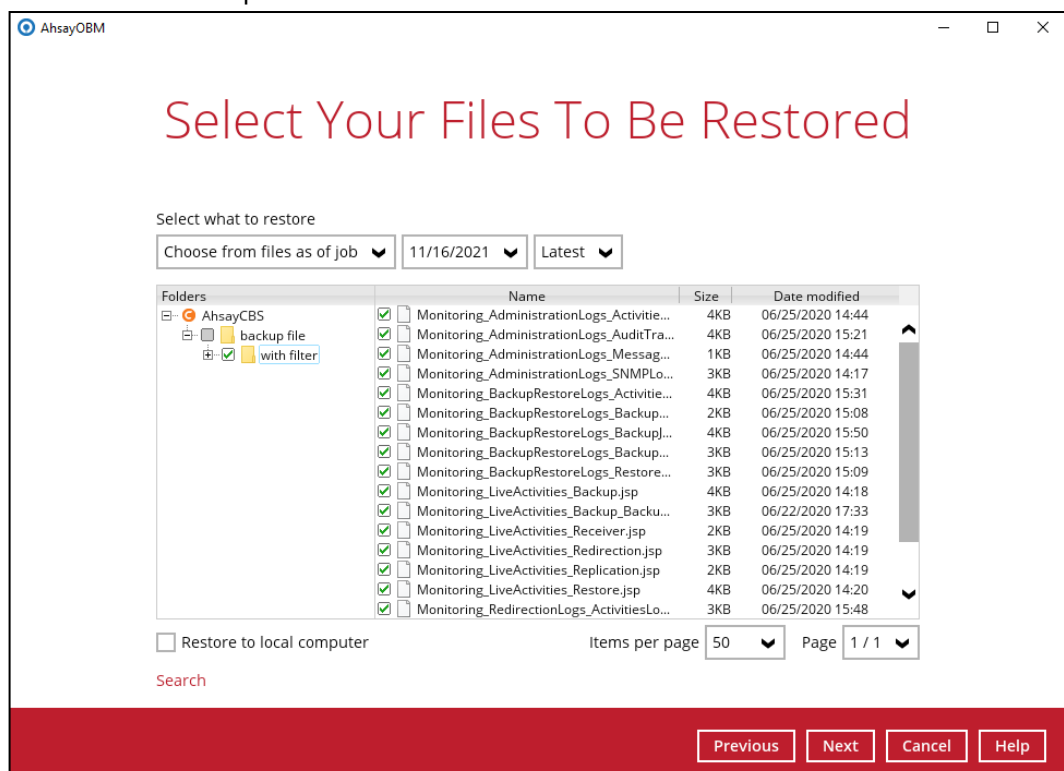 AhsayOBM
Select Your Files To Be Restored
Select what to restore
Choose from files as of job 11/16/2021 Latest
Folders Name Size Date modified
AhsayCBS
backup file
with filter
Monitoring_AdministrationLogs_Activitie... 4KB 06/25/2020 14:44
Monitoring_AdministrationLogs_AuditTra... 4KB 06/25/2020 15:21
Monitoring_AdministrationLogs_Messag... 1KB 06/25/2020 14:44
Monitoring_AdministrationLogs_SNMPLo... 3KB 06/25/2020 14:17
Monitoring_BackupRestoreLogs_Activitie... 4KB 06/25/2020 15:31
Monitoring_BackupRestoreLogs_Backup... 2KB 06/25/2020 15:08
Monitoring_BackupRestoreLogs_BackupJ... 4KB 06/25/2020 15:50
Monitoring_BackupRestoreLogs_Backup... 3KB 06/25/2020 15:13
Monitoring_BackupRestoreLogs_Restore... 3KB 06/25/2020 15:09
Monitoring_LiveActivities_Backup.jsp 4KB 06/25/2020 14:18
Monitoring_LiveActivities_Backup_Backu... 3KB 06/22/2020 17:33
Monitoring_LiveActivities_Receiver.jsp 2KB 06/25/2020 14:19
Monitoring_LiveActivities_Redirection.jsp 3KB 06/25/2020 14:19
Monitoring_LiveActivities_Replication.jsp 2KB 06/25/2020 14:19
Monitoring_LiveActivities_Restore.jsp 4KB 06/25/2020 14:20
Monitoring_RedirectionLogs_ActivitiesLo... 3KB 06/25/2020 15:48
Restore to local computer Items per page 50 Page 1 / 1
Search
Previous Next Cancel Help